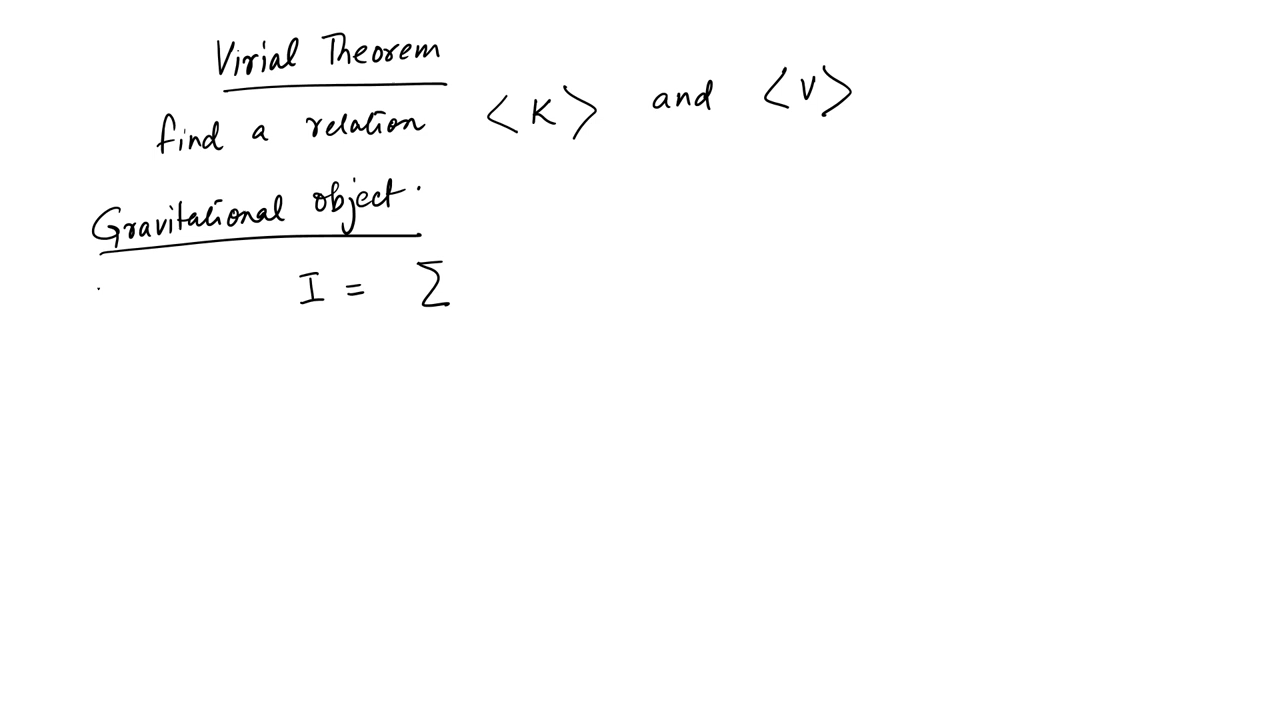 Virial Theorem
find a relation <K> and <V>
Gravitational object.
I = Σ